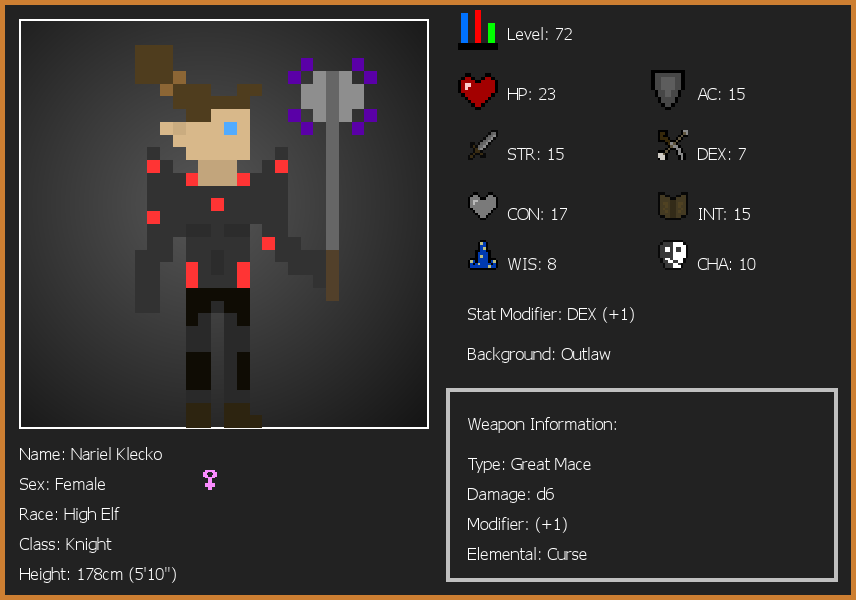 Level: 72
HP: 23
AC: 15
STR: 15
DEX: 7
CON: 17
INT: 15
WIS: 8
CHA: 10
Stat Modifier: DEX (+1)
Background: Outlaw
Weapon Information:
Type: Great Mace
Damage: d6
Modifier: (+1)
Elemental: Curse
Name: Nariel Klecko
Sex: Female
Race: High Elf
Class: Knight
Height: 178cm (5'10")